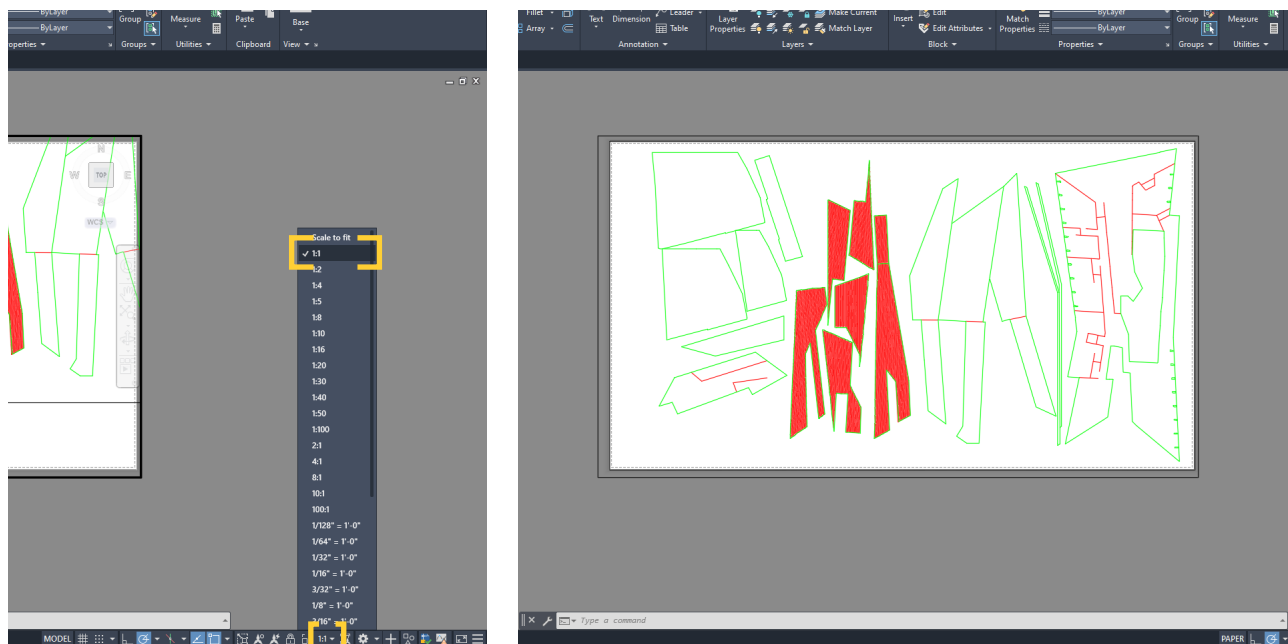 Group
Measure
Paste
Base
ByLayer
ByLayer
Groups
Utilities
Clipboard
View
N
W
TOP
E
S
WCS
Scale to fit
1:1
1:2
1:4
1:5
1:8
1:10
1:16
1:20
1:30
1:40
1:50
1:100
2:1
4:1
8:1
10:1
100:1
1/128" = 1'-0"
1/64" = 1'-0"
1/32" = 1'-0"
1/16" = 1'-0"
3/32" = 1'-0"
1/8" = 1'-0"
3/16" = 1'-0"
MODEL
1:1
Fillet
Array
Text
Dimension
Leader
Table
Annotation
Layer
Properties
Make Current
Match Layer
Layers
Insert
Edit
Edit Attributes
Block
Match
Properties
ByLayer
ByLayer
Properties
Group
Groups
Measure
Utilities
Type a command
PAPER